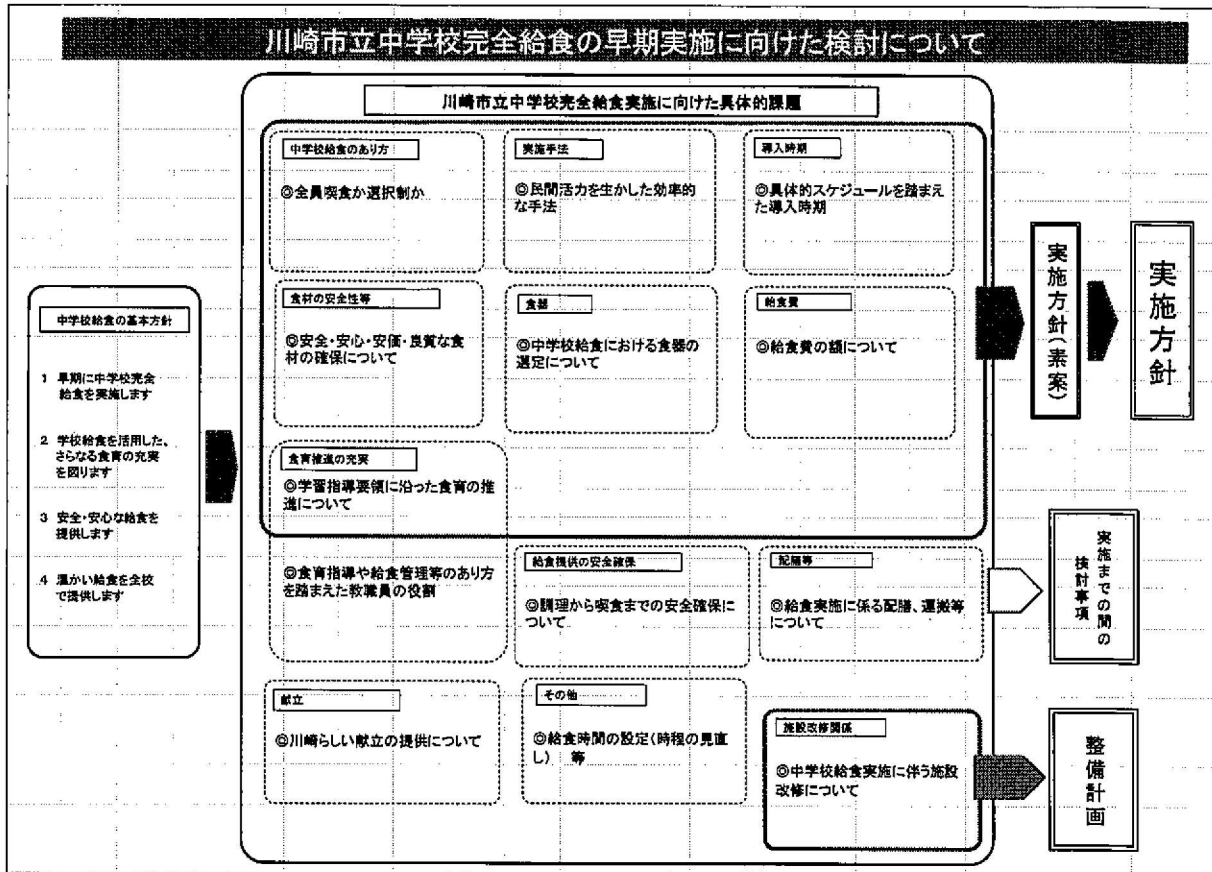 川崎市立中学校完全給食の早期実施に向けた検討について
川崎市立中学校完全給食実施に向けた具体的課題
中学校給食の基本方針
1 早期に中学校完全
給食を実施します
2 学校給食を活用した、
さらなる食育の充実
を図ります
3 安全・安心な給食を
提供します
4 温かい給食を全校
で提供します
中学校給食のあり方
◎全員喫食か選択制か
実施手法
◎民間活力を生かした効率的
な手法
導入時期
◎具体的スケジュールを踏まえ
た導入時期
食材の安全性等
◎安全・安心・安価・良質な食
材の確保について
食器
◎中学校給食における食器の
選定について
給食費
◎給食費の額について
食育推進の充実
◎学習指導要領に沿った食育の推
進について
◎食育指導や給食管理等のあり方
を踏まえた教職員の役割
給食提供の安全確保
◎調理から喫食までの安全確保に
ついて
配膳等
◎給食実施に係る配膳、運搬等
について
献立
◎川崎らしい献立の提供について
その他
◎給食時間の設定(時程の見直
し) 等
施設改修関係
◎中学校給食実施に伴う施設
改修について
実施方針(素案)
実施方針
実施までの間の
検討事項
整備計画